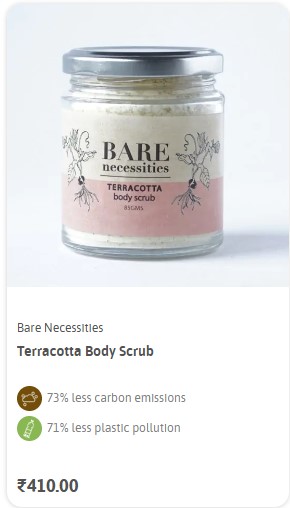 BARE
necessities
TERRACOTTA
body scrub
85GMS
Bare Necessities
Terracotta Body Scrub
73% less carbon emissions
71% less plastic pollution
₹410.00